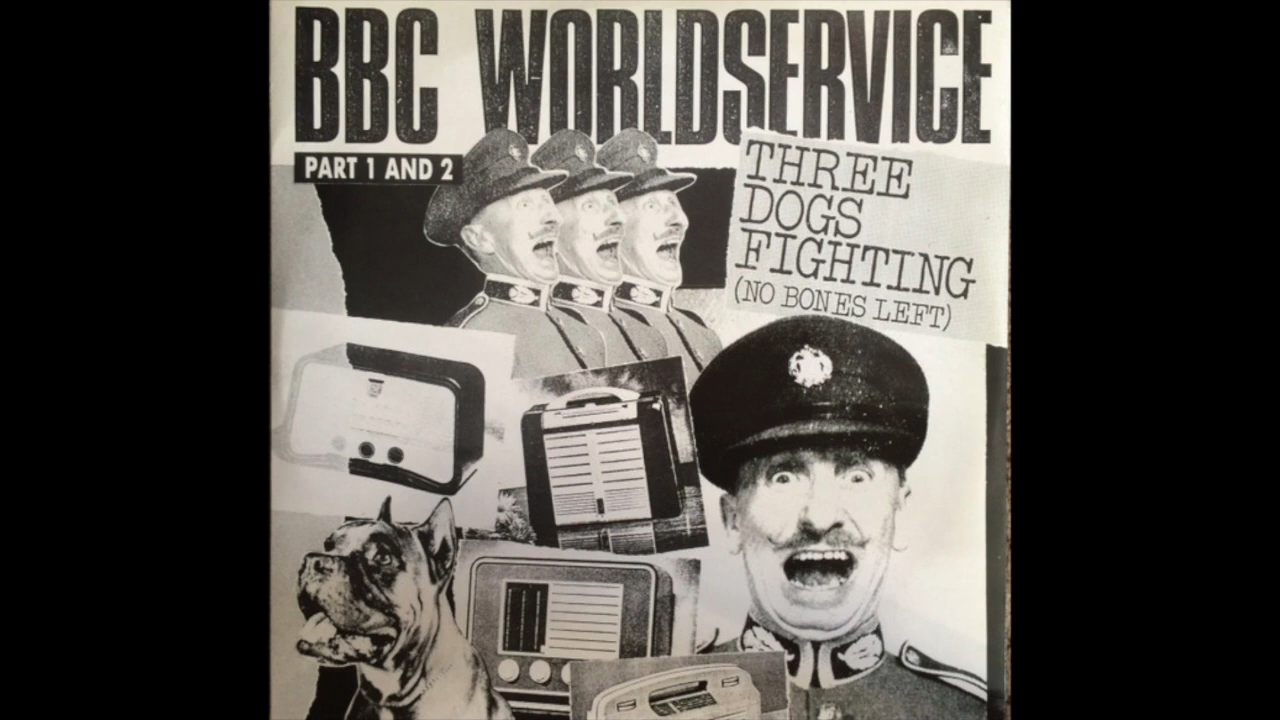 BBC WORLDSERVICE
PART 1 AND 2
THREE
DOGS
FIGHTING
(NO BONES LEFT)